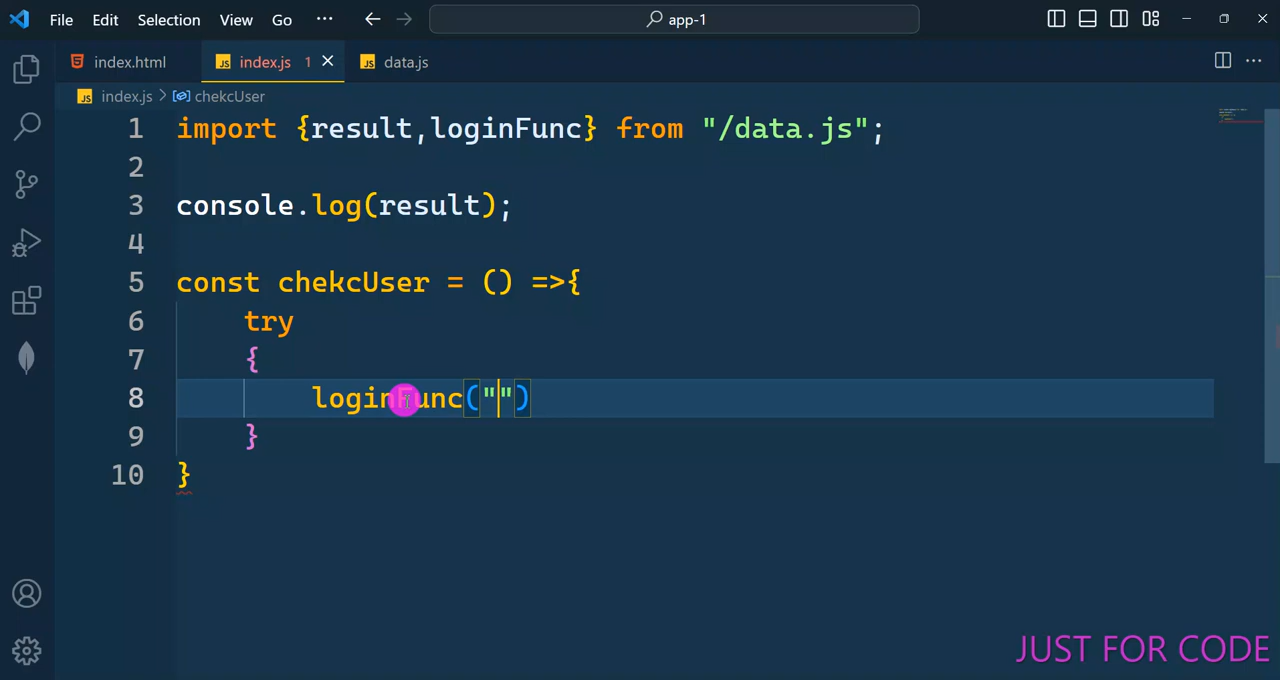 File Edit Selection View Go ··· app-1
index.html index.js 1 data.js
index.js > chekcUser
1 import {result,loginFunc} from "/data.js";
2
3 console.log(result);
4
5 const chekcUser = () =>{
6 try
7 {
8 loginFunc("")
9 }
10 }
JUST FOR CODE